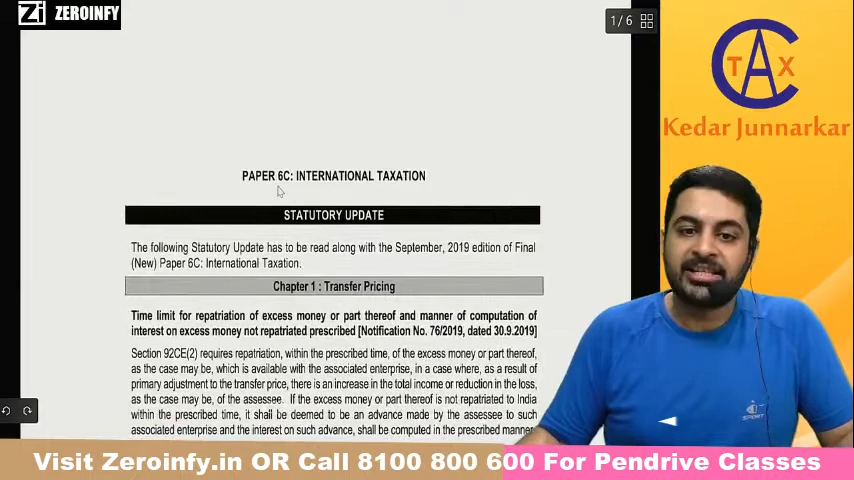 Zi ZEROINFY
1 / 6
TAX
Kedar Junnarkar
PAPER 6C: INTERNATIONAL TAXATION
STATUTORY UPDATE
The following Statutory Update has to be read along with the September, 2019 edition of Final
(New) Paper 6C: International Taxation.
Chapter 1 : Transfer Pricing
Time limit for repatriation of excess money or part thereof and manner of computation of
interest on excess money not repatriated prescribed [Notification No. 76/2019, dated 30.9.2019]
Section 92CE(2) requires repatriation, within the prescribed time, of the excess money or part thereof,
as the case may be, which is available with the associated enterprise, in a case where, as a result of
primary adjustment to the transfer price, there is an increase in the total income or reduction in the loss,
as the case may be, of the assessee. If the excess money or part thereof is not repatriated to India
within the prescribed time, it shall be deemed to be an advance made by the assessee to such
associated enterprise and the interest on such advance, shall be computed in the prescribed manner
SPORT
Visit Zeroinfy.in OR Call 8100 800 600 For Pendrive Classes